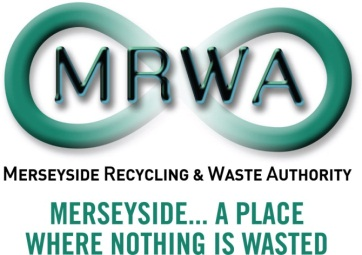 MRWA
MERSEYSIDE RECYCLING & WASTE AUTHORITY
MERSEYSIDE... A PLACE
WHERE NOTHING IS WASTED